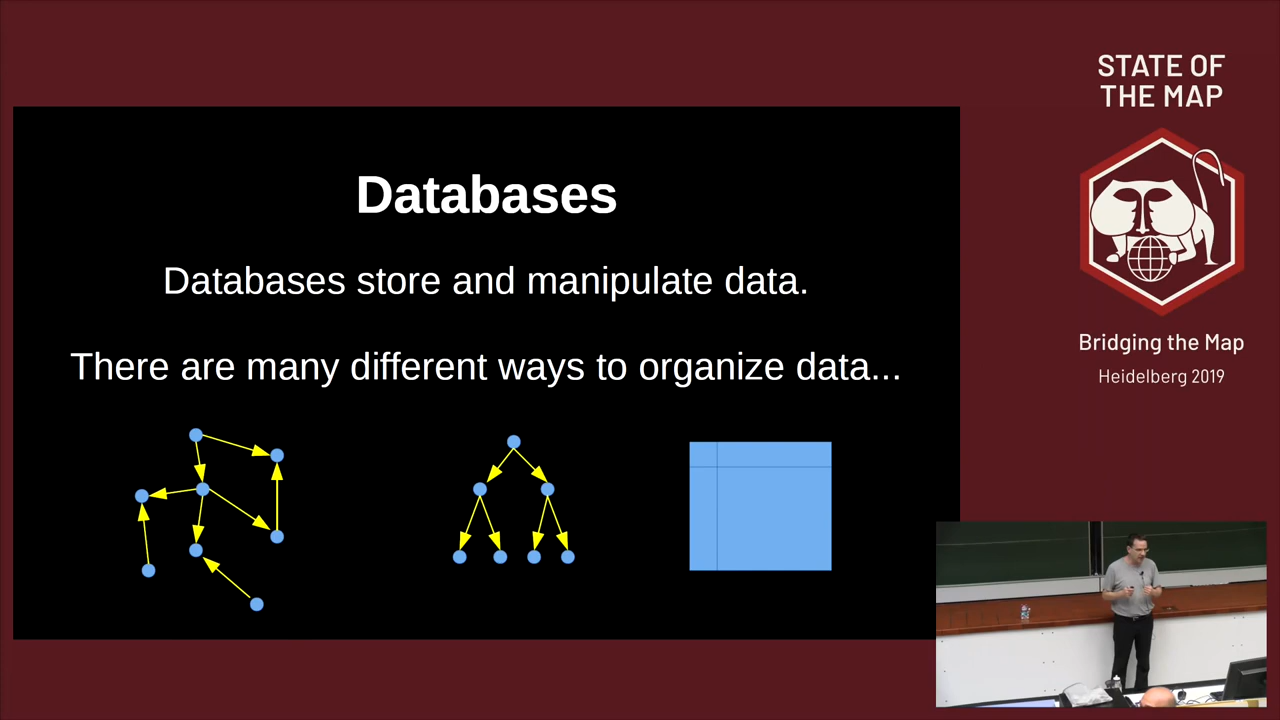 Databases
Databases store and manipulate data.
There are many different ways to organize data...
STATE OF
THE MAP
Bridging the Map
Heidelberg 2019